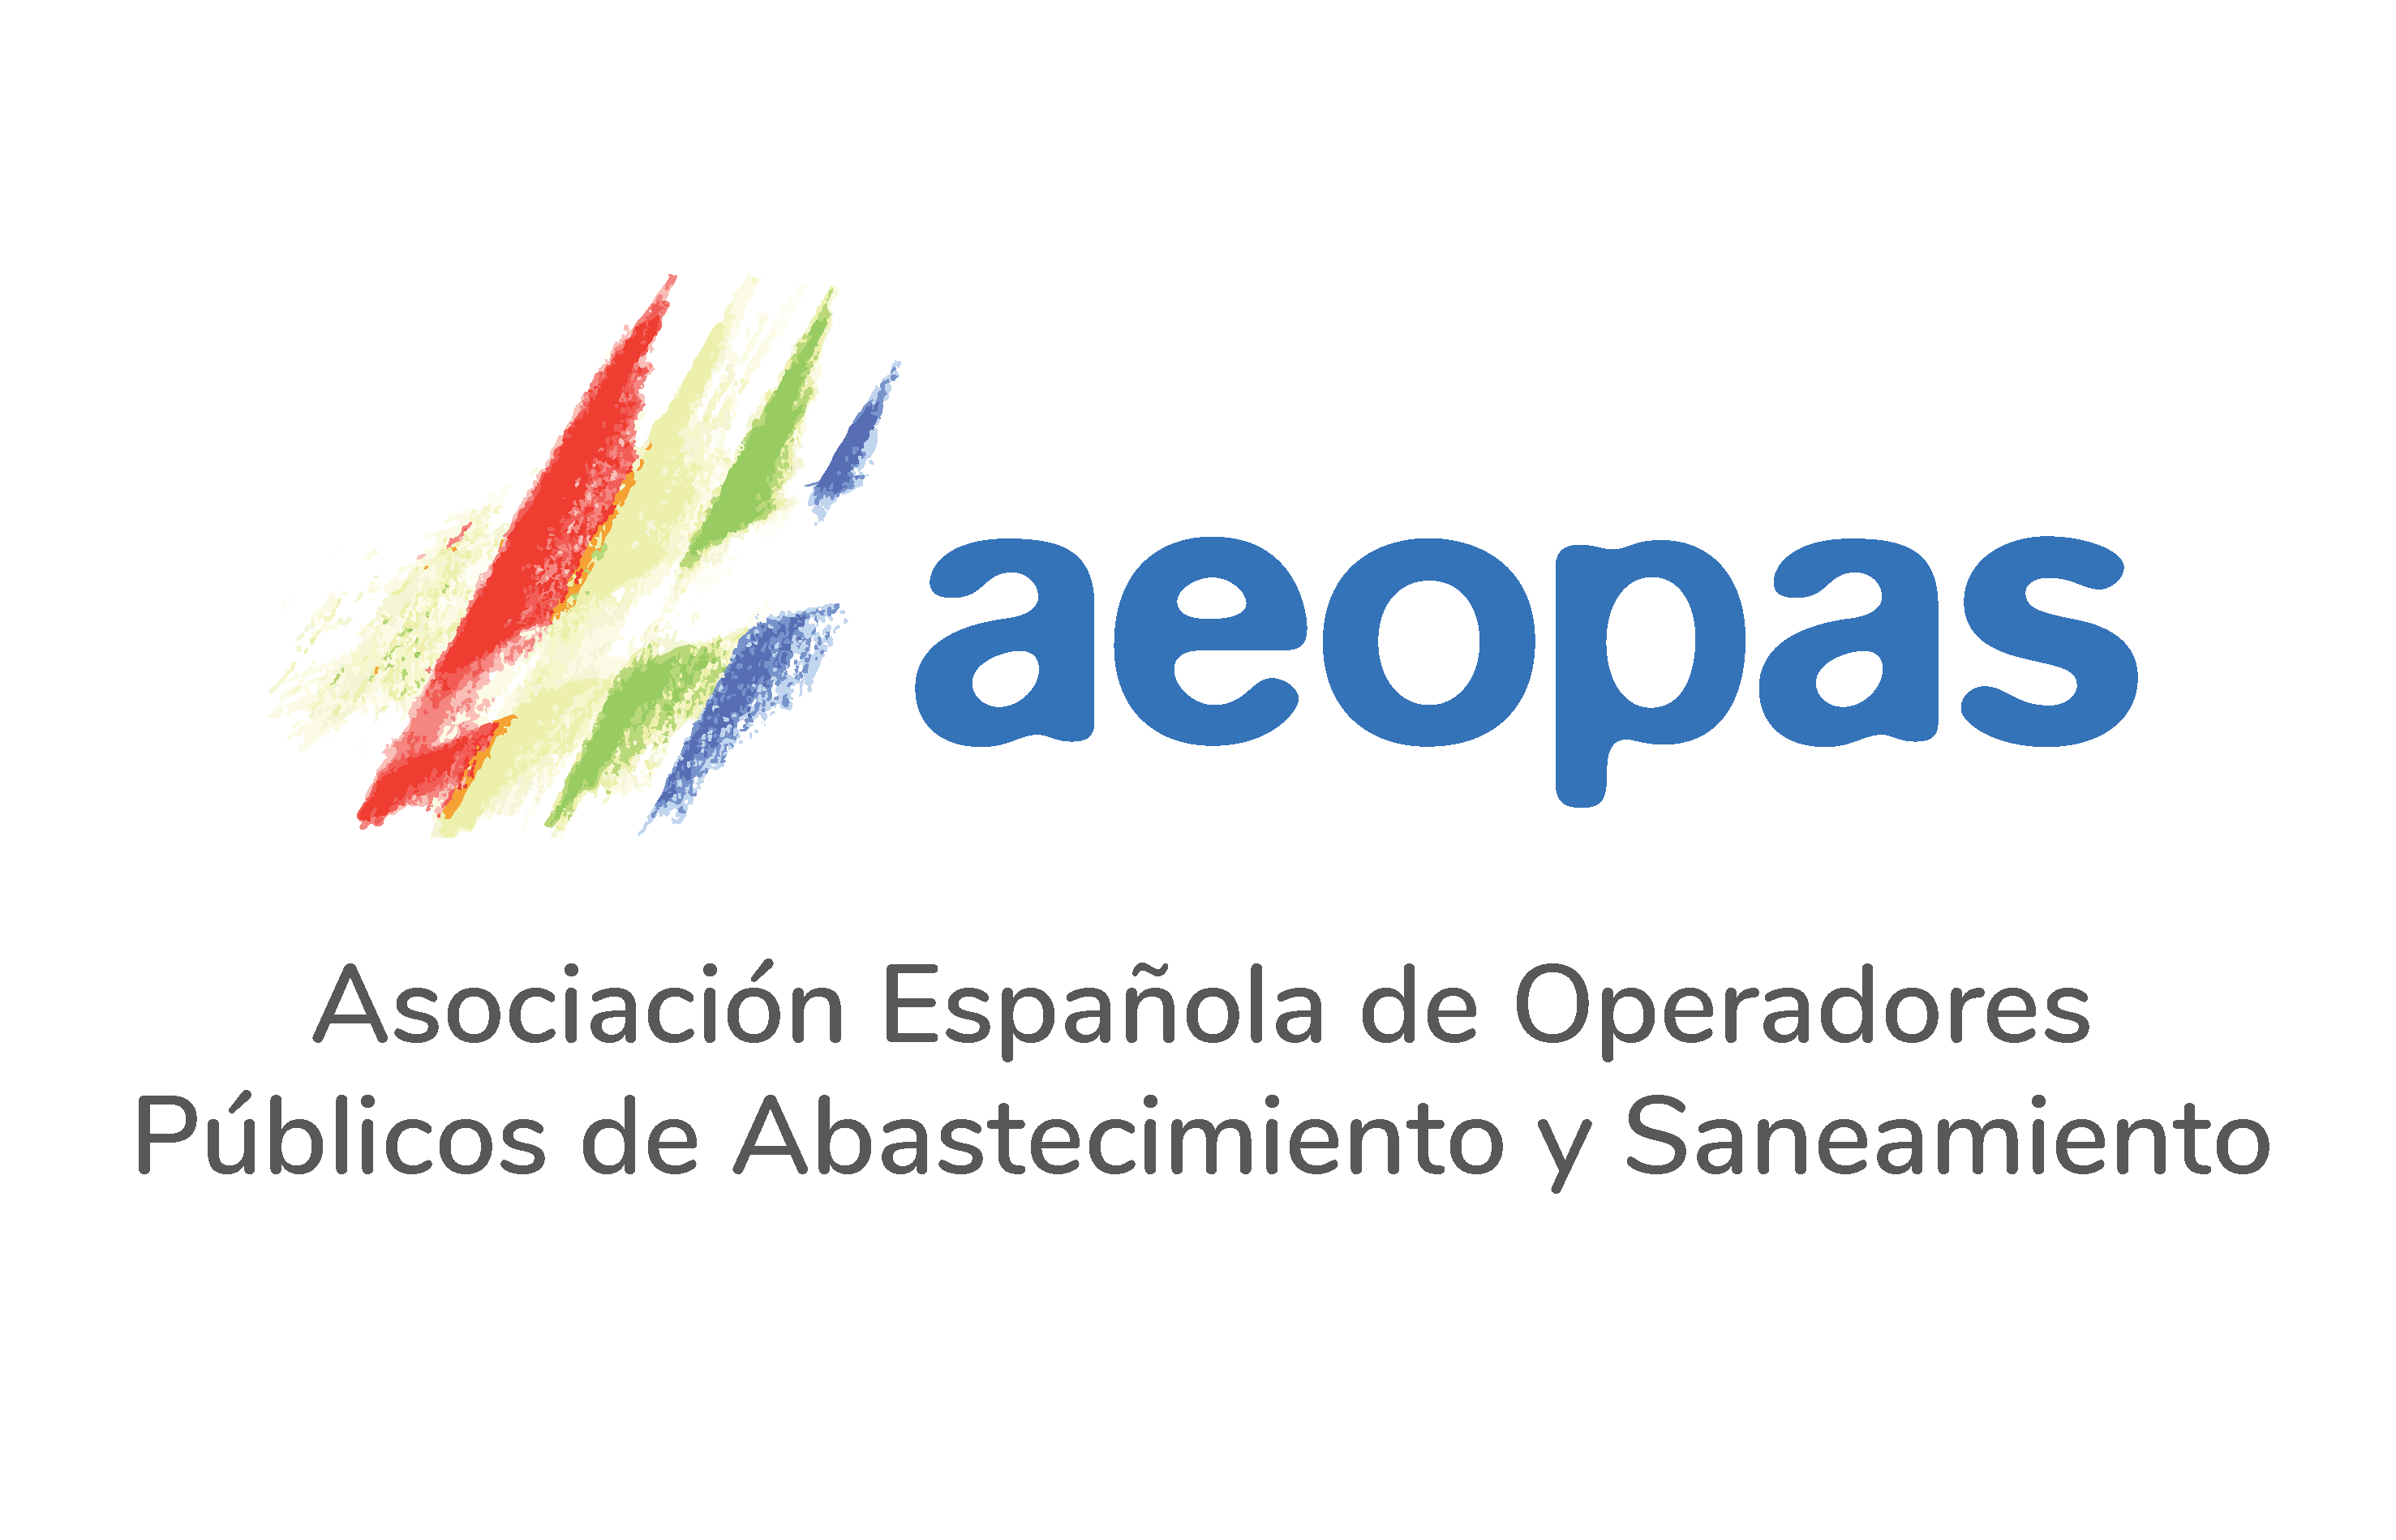 aeopas
Asociación Española de Operadores
Públicos de Abastecimiento y Saneamiento